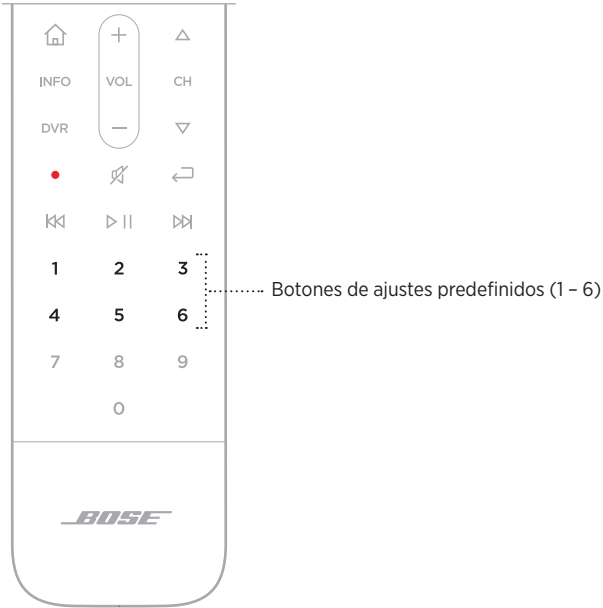 +
INFO VOL CH
DVR −
1 2 3
Botones de ajustes predefinidos (1 – 6)
4 5 6
7 8 9
0
BOSE